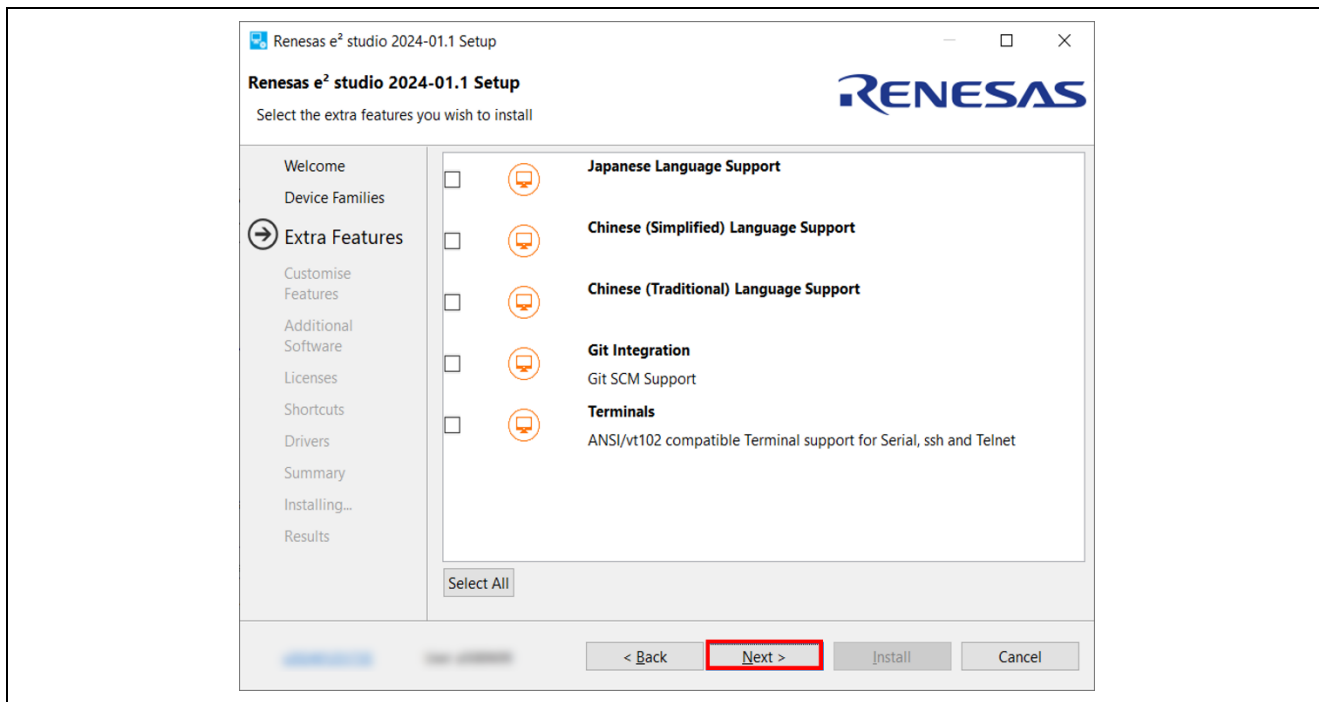 Renesas e² studio 2024-01.1 Setup
Renesas e² studio 2024-01.1 Setup
Select the extra features you wish to install
RENESAS
Welcome
Device Families
Extra Features
Customise
Features
Additional
Software
Licenses
Shortcuts
Drivers
Summary
Installing...
Results
Japanese Language Support
Chinese (Simplified) Language Support
Chinese (Traditional) Language Support
Git Integration
Git SCM Support
Terminals
ANSI/vt102 compatible Terminal support for Serial, ssh and Telnet
Select All
< Back
Next >
Install
Cancel